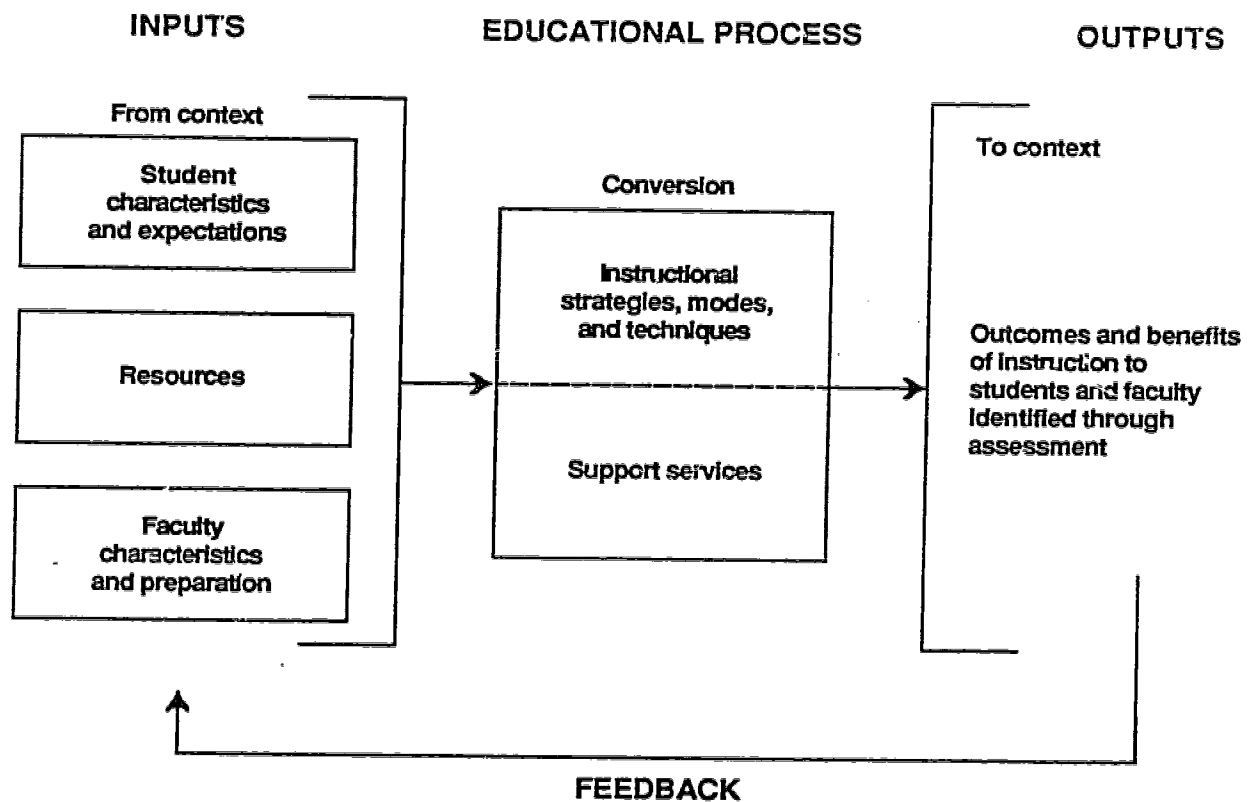 INPUTS
EDUCATIONAL PROCESS
OUTPUTS
From context
Student
characteristics
and expectations
Resources
Faculty
characteristics
and preparation
Conversion
Instructional
strategies, modes,
and techniques
Support services
To context
Outcomes and benefits
of instruction to
students and faculty
identified through
assessment
FEEDBACK